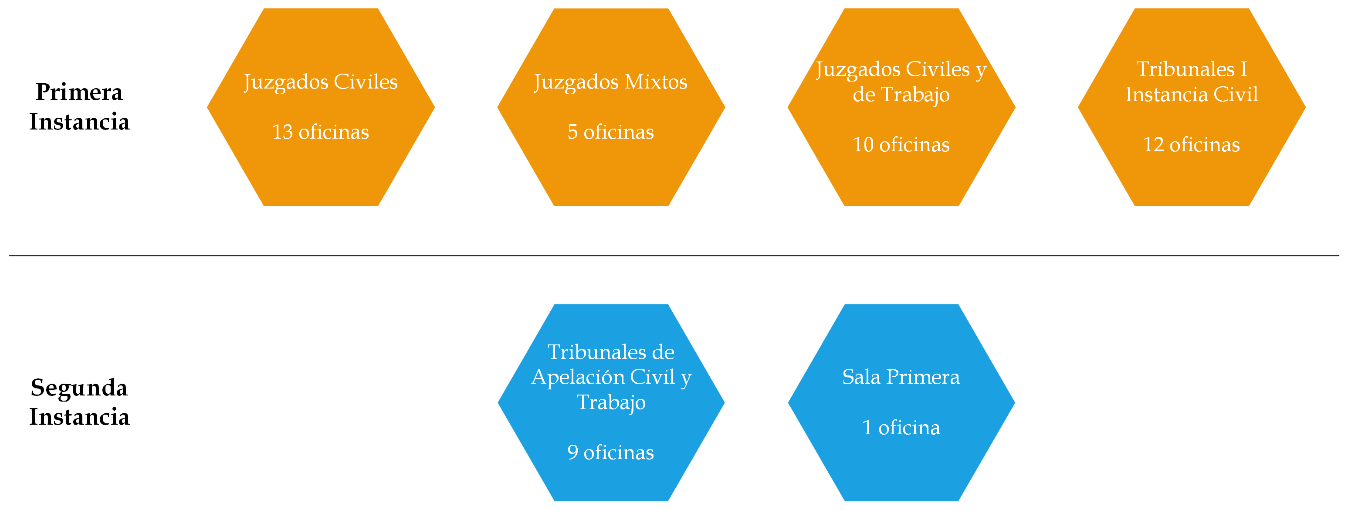 Primera
Instancia
Juzgados Civiles
13 oficinas
Juzgados Mixtos
5 oficinas
Juzgados Civiles y
de Trabajo
10 oficinas
Tribunales I
Instancia Civil
12 oficinas
Segunda
Instancia
Tribunales de
Apelación Civil y
Trabajo
9 oficinas
Sala Primera
1 oficina